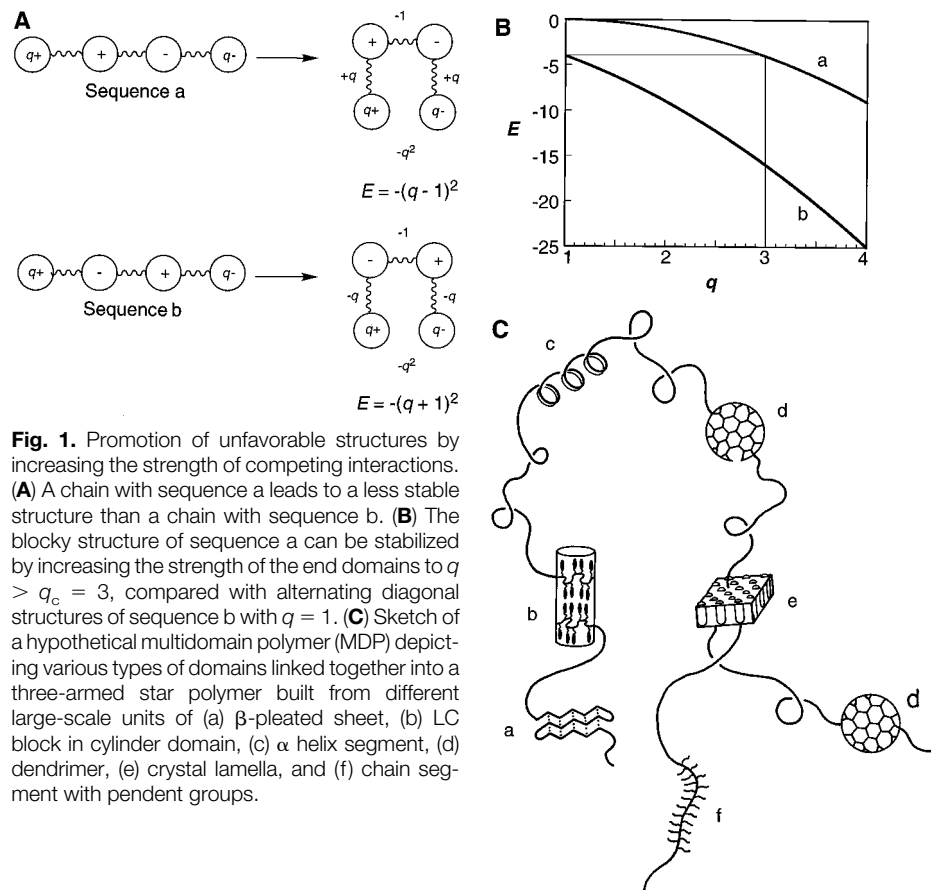 A
q+ + - q-
Sequence a
-1
+ -
+q +q
q+ q-
-q²
E = -(q - 1)²
q+ - + q-
Sequence b
-1
- +
-q -q
q+ q-
-q²
E = -(q + 1)²
Fig. 1. Promotion of unfavorable structures by
increasing the strength of competing interactions.
(A) A chain with sequence a leads to a less stable
structure than a chain with sequence b. (B) The
blocky structure of sequence a can be stabilized
by increasing the strength of the end domains to q
> qc = 3, compared with alternating diagonal
structures of sequence b with q = 1. (C) Sketch of
a hypothetical multidomain polymer (MDP) depict-
ing various types of domains linked together into a
three-armed star polymer built from different
large-scale units of (a) β-pleated sheet, (b) LC
block in cylinder domain, (c) α helix segment, (d)
dendrimer, (e) crystal lamella, and (f) chain seg-
ment with pendent groups.
B
0
-5
-10
-15
-20
-25
E
a
b
1 2 3 4
q
C
c
d
b
e
a
d
f